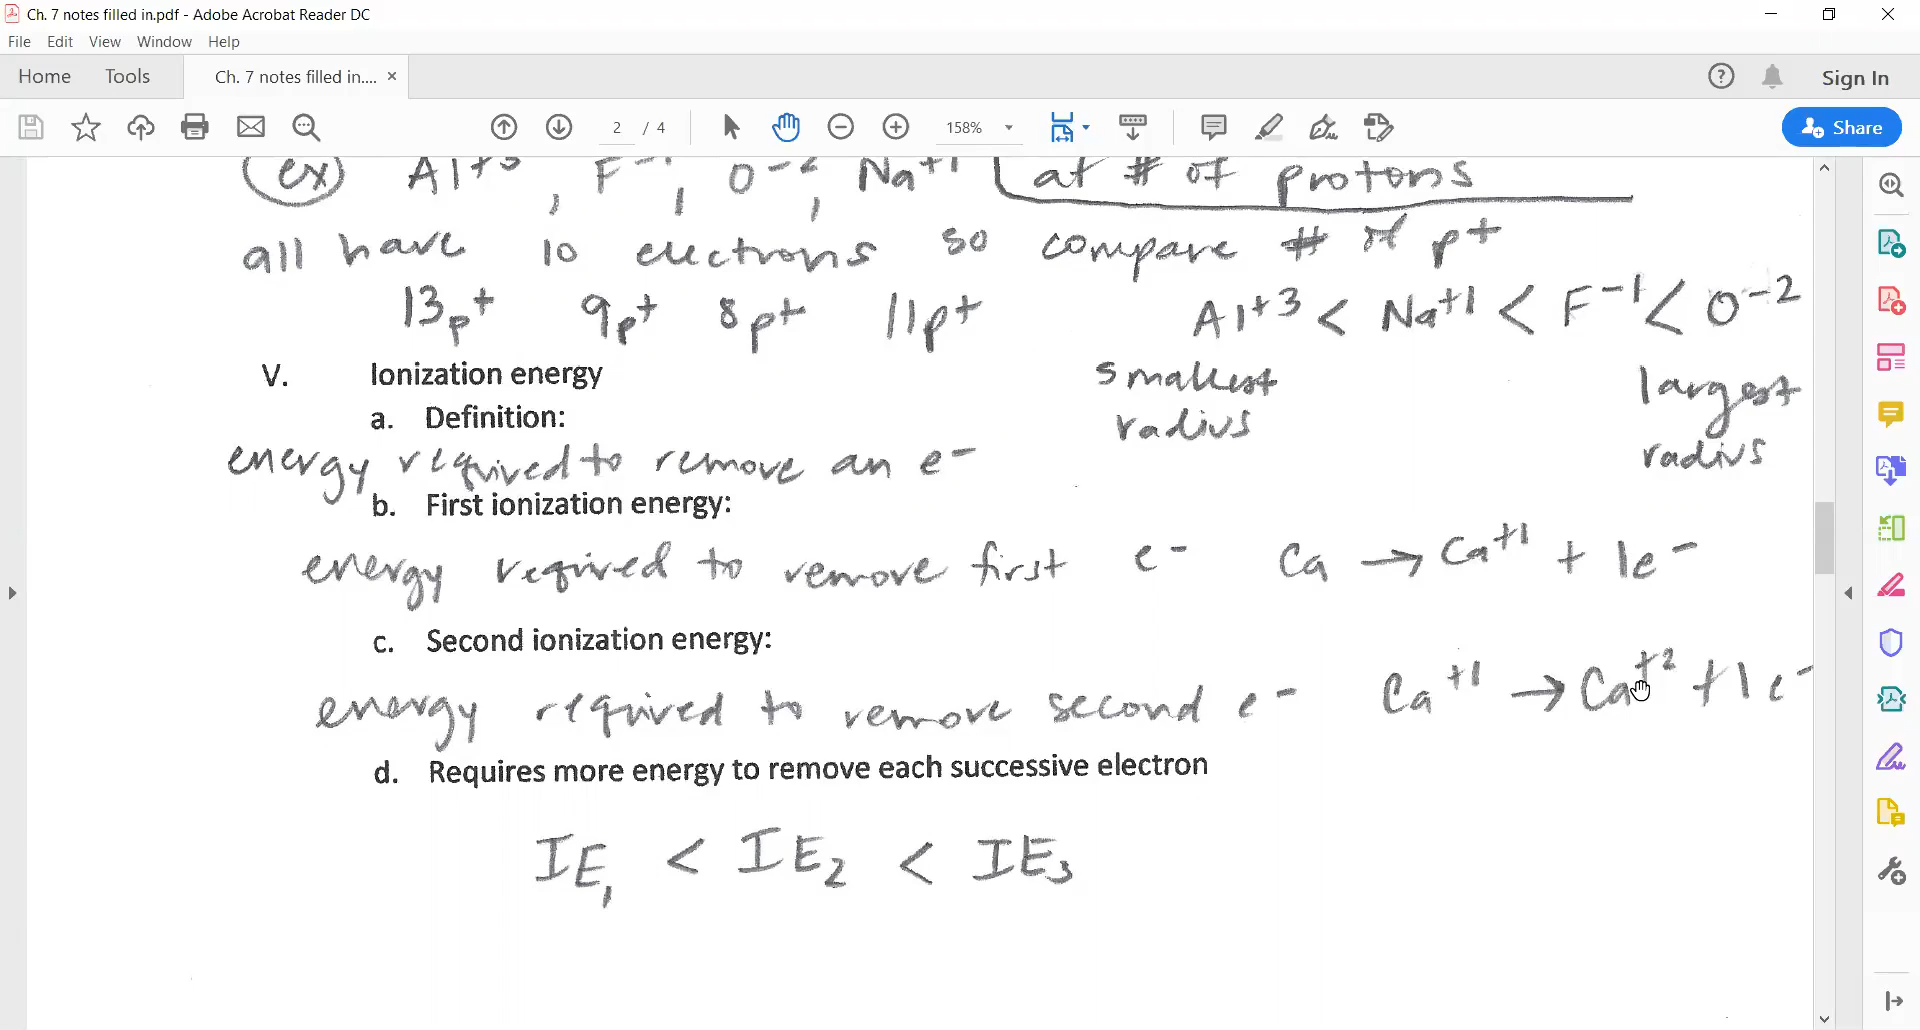 Ch. 7 notes filled in.pdf - Adobe Acrobat Reader DC
File Edit View Window Help
Home Tools Ch. 7 notes filled in.... × Sign In
2 / 4 158% Share
ex Al+3, F-1, O-2, Na+1 at # of protons
all have 10 electrons so compare # of p+
13p+ 9p+ 8p+ 11p+ Al+3 < Na+1 < F-1 < O-2
V. Ionization energy smallest radius largest radius
a. Definition:
energy required to remove an e-
b. First ionization energy:
energy required to remove first e- Ca → Ca+1 + 1e-
c. Second ionization energy:
energy required to remove second e- Ca+1 → Ca+2 + 1e-
d. Requires more energy to remove each successive electron
IE1 < IE2 < IE3